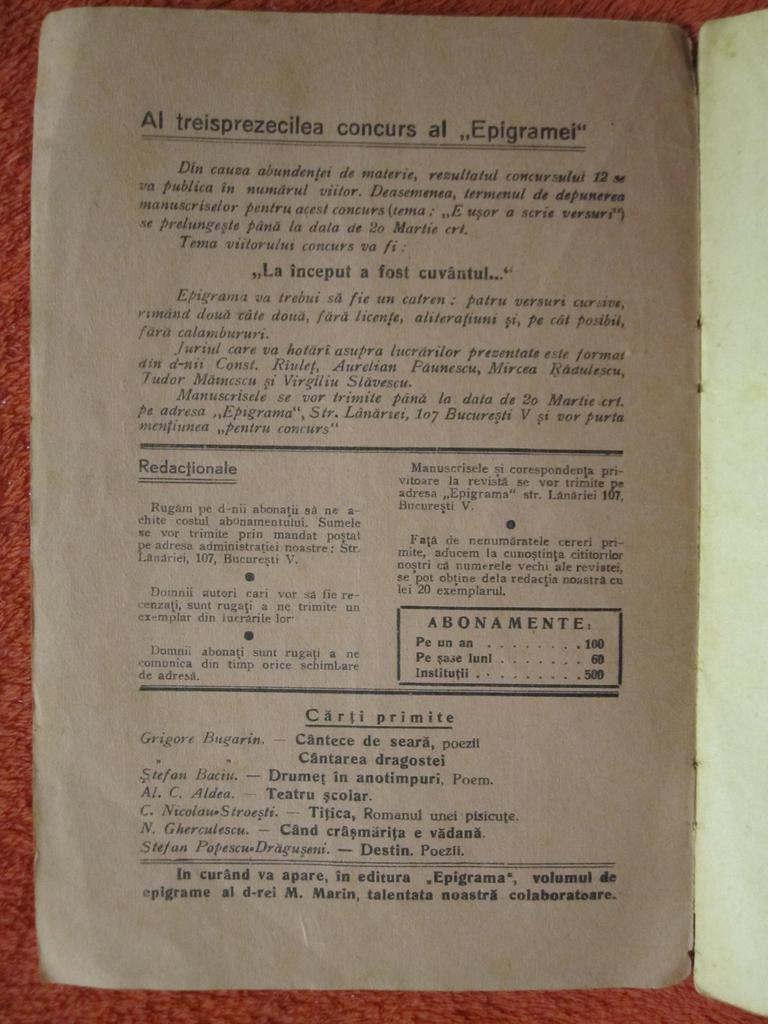 Al treisprezecilea concurs al „Epigramei“
Din cauza abundenței de materie, rezultatul concursului 12 se
va publica în numărul viitor. Deasemenea, termenul de depunerea
manuscriselor pentru acest concurs (tema : „E ușor a scrie versuri“)
se prelungește până la data de 20 Martie crt.
Tema viitorului concurs va fi :
„La început a fost cuvântul...“
Epigrama va trebui să fie un catren : patru versuri cursive,
rimând două câte două, fără licențe, aliterațiuni și, pe cât posibil,
fără calambururi.
Juriul care va hotări asupra lucrărilor prezentate este format
din d-nii Const. Riuleț, Aurelian Păunescu, Mircea Rădulescu,
Tudor Măinescu și Virgiliu Slăvescu.
Manuscrisele se vor trimite până la data de 20 Martie crt.
pe adresa „Epigrama“, Str. Lânăriei, 107 București V și vor purta
mențiunea „pentru concurs“
Redacționale
Rugăm pe d-nii abonații să ne a-
chite costul abonamentului. Sumele
se vor trimite prin mandat poștal
pe adresa administrației noastre : Str.
Lânăriei, 107, București V.
Domnii autori cari vor să fie re-
cenzați, sunt rugați a ne trimite un
exemplar din lucrările lor
Domnii abonați sunt rugați a ne
comunica din timp orice schimbare
de adresă.
Manuscrisele și corespondența pri-
vitoare la revistă se vor trimite pe
adresa „Epigrama“ str. Lânăriei 107,
București V.
Față de nenumăratele cereri pri-
mite, aducem la cunoștința cititorilor
noștri că numerele vechi ale revistei,
se pot obține dela redacția noastră cu
lei 20 exemplarul.
ABONAMENTE:
Pe un an . . . . . . . . . 100
Pe șase luni . . . . . . . 60
Instituții . . . . . . . . . 500
Cărți primite
Grigore Bugarin. — Cântece de seară, poezii
„ „ Cântarea dragostei
Ștefan Baciu. — Drumeț în anotimpuri, Poem.
Al. C. Aldea. — Teatru școlar.
C. Nicolau-Stroești. — Tițica, Romanul unei pisicuțe.
N. Gherculescu. — Când crâșmărița e vădană.
Stefan Popescu-Drăgușeni. — Destin. Poezii.
In curând va apare, în editura „Epigrama“, volumul de
epigrame al d-rei M. Marin, talentata noastră colaboratoare.